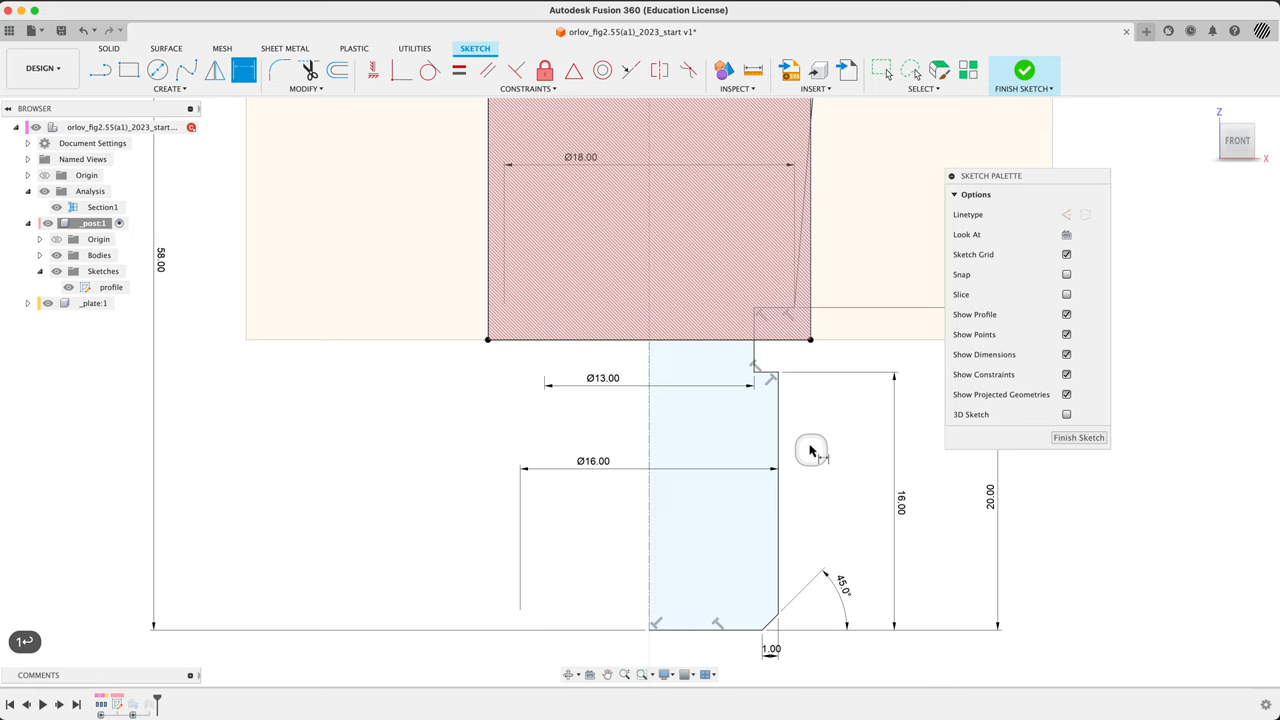 Autodesk Fusion 360 (Education License)
orlov_fig2.55(a1)_2023_start v1*
SOLID SURFACE MESH SHEET METAL PLASTIC UTILITIES SKETCH
DESIGN▾
CREATE▾ MODIFY▾ CONSTRAINTS▾ INSPECT▾ INSERT▾ SELECT▾ FINISH SKETCH▾
BROWSER
orlov_fig2.55(a1)_2023_start...
Document Settings
Named Views
Origin
Analysis
Section1
_post:1
Origin
Bodies
Sketches
profile
_plate:1
Z
FRONT
X
SKETCH PALETTE
Options
Linetype
Look At
Sketch Grid
Snap
Slice
Show Profile
Show Points
Show Dimensions
Show Constraints
Show Projected Geometries
3D Sketch
Finish Sketch
Ø18.00
58.00
Ø13.00
Ø16.00
16.00
20.00
45.0°
1.00
1↩
COMMENTS